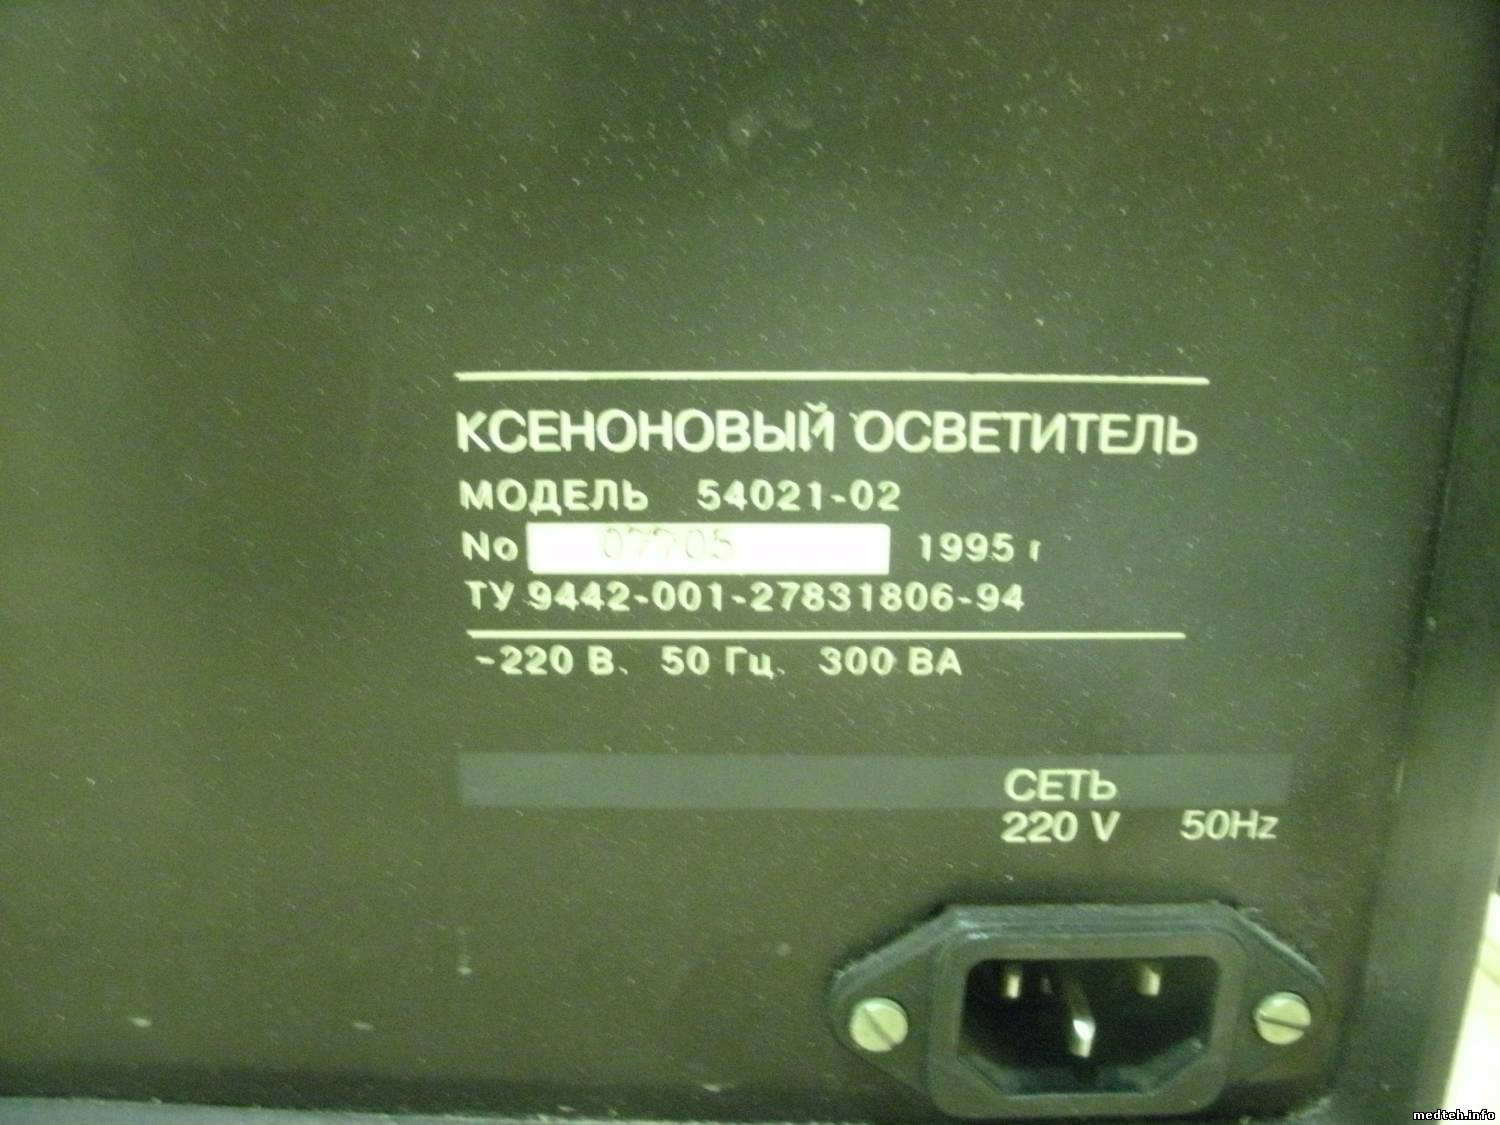 КСЕНОНОВЫЙ ОСВЕТИТЕЛЬ
МОДЕЛЬ 54021-02
No 07705 1995 г
ТУ 9442-001-27831806-94
~220 В, 50 Гц, 300 ВА
СЕТЬ
220 V 50Hz
medteh.info